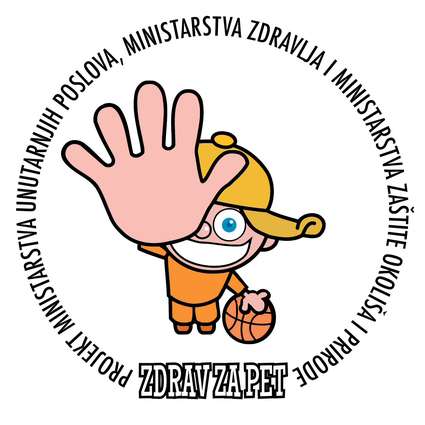 PROJEKT MINISTARSTVA UNUTARNJIH POSLOVA, MINISTARSTVA ZDRAVLJA I MINISTARSTVA ZAŠTITE OKOLIŠA I PRIRODE
ZDRAV ZA PET